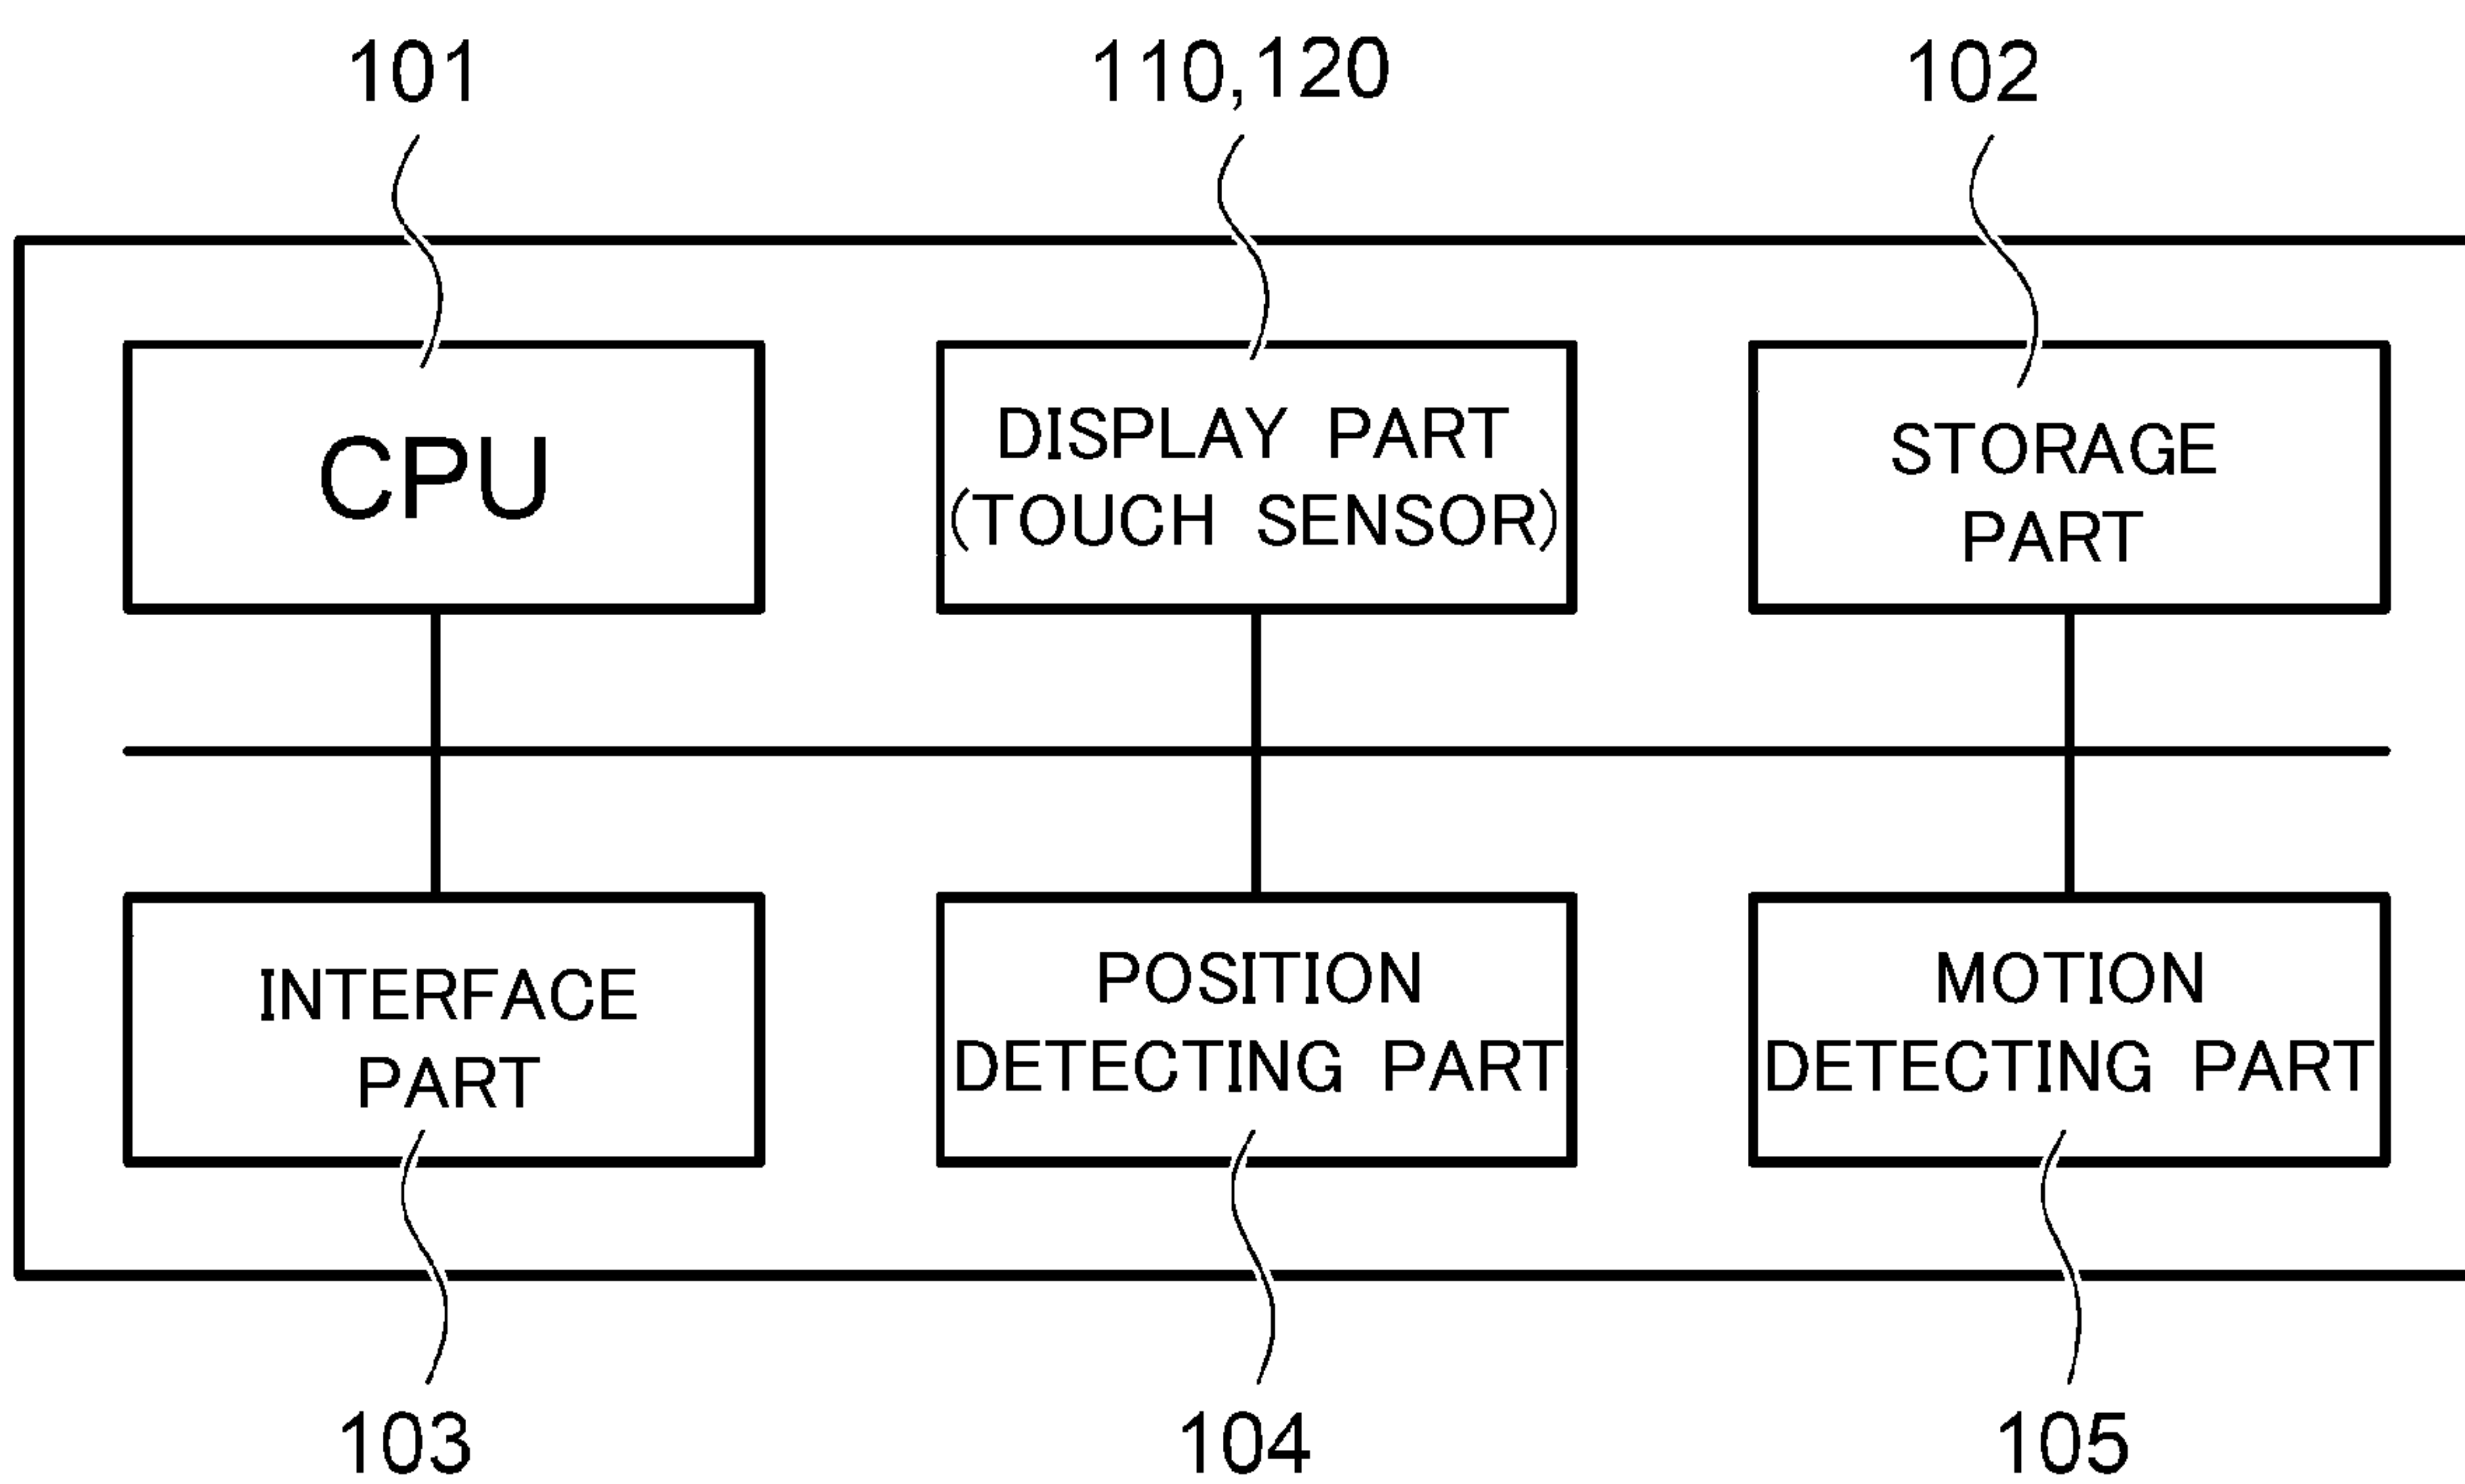 101
110,120
102
CPU
DISPLAY PART
(TOUCH SENSOR)
STORAGE
PART
INTERFACE
PART
POSITION
DETECTING PART
MOTION
DETECTING PART
103
104
105